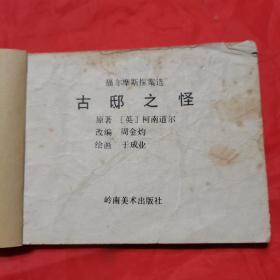 福尔摩斯探案选
古邸之怪
原著 [英]柯南道尔
改编 周金灼
绘画 于成业
岭南美术出版社